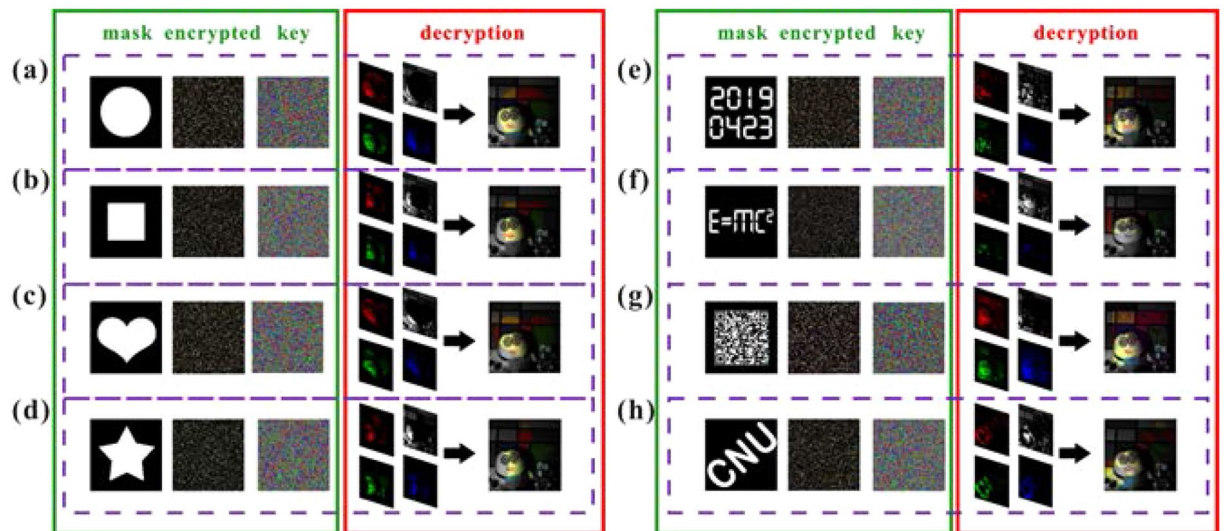 mask encrypted key
decryption
(a)
(b)
(c)
(d)
mask encrypted key
decryption
(e)
2019
0423
(f)
E=mc²
(g)
(h)
CNU